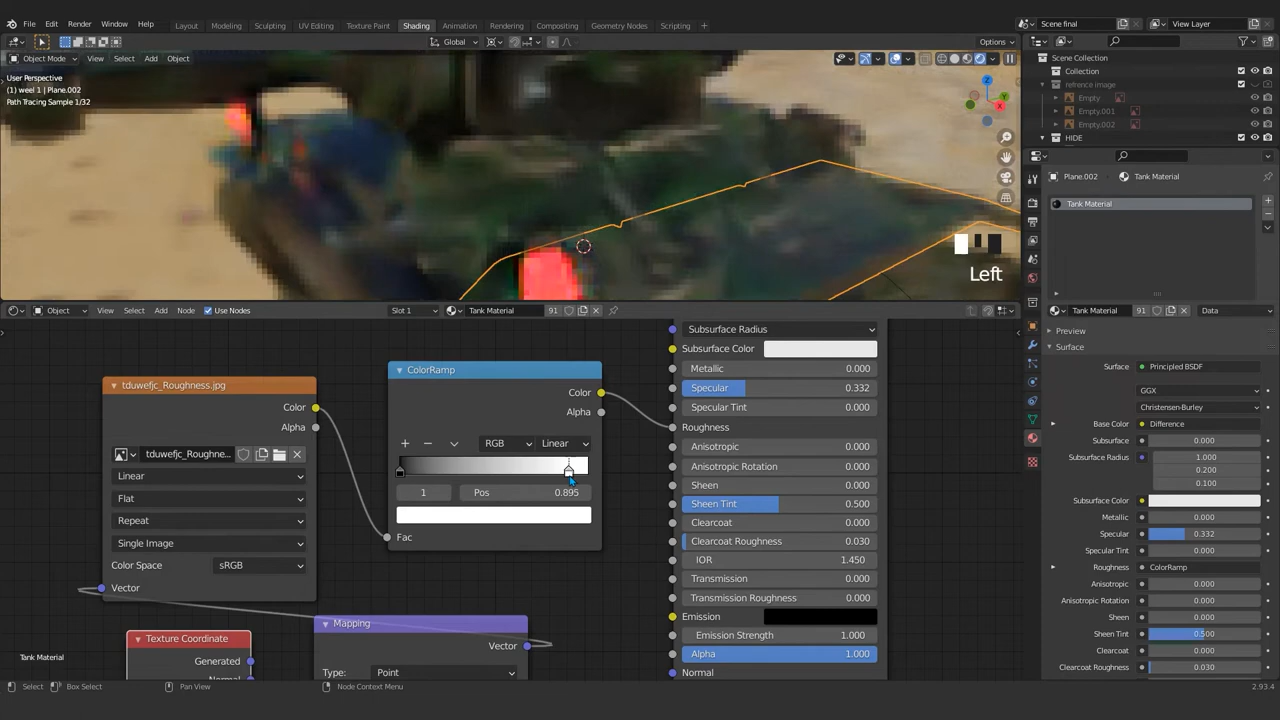 File Edit Render Window Help Layout Modeling Sculpting UV Editing Texture Paint Shading Animation Rendering Compositing Geometry Nodes Scripting + Scene final View Layer
Global Options
Object Mode View Select Add Object
User Perspective
(1) weel 1 | Plane.002
Path Tracing Sample 1/32
Scene Collection
Collection
refrence image
Empty
Empty.001
Empty.002
HIDE
Plane.002 Tank Material
Tank Material
Left
Object View Select Add Node Use Nodes Slot 1 Tank Material 91
Tank Material 91 Data
Preview
Surface
Surface Principled BSDF
GGX
Christensen-Burley
Base Color Difference
Subsurface 0.000
Subsurface Radius 1.000
0.200
0.100
Subsurface Color
Metallic 0.000
Specular 0.332
Specular Tint 0.000
Roughness ColorRamp
Anisotropic 0.000
Anisotropic Rotation 0.000
Sheen 0.000
Sheen Tint 0.500
Clearcoat 0.000
Clearcoat Roughness 0.030
tduwefjc_Roughness.jpg
Color
Alpha
tduwefjc_Roughne...
Linear
Flat
Repeat
Single Image
Color Space sRGB
Vector
ColorRamp
Color
Alpha
RGB Linear
1 Pos 0.895
Fac
Subsurface Radius
Subsurface Color
Metallic 0.000
Specular 0.332
Specular Tint 0.000
Roughness
Anisotropic 0.000
Anisotropic Rotation 0.000
Sheen 0.000
Sheen Tint 0.500
Clearcoat 0.000
Clearcoat Roughness 0.030
IOR 1.450
Transmission 0.000
Transmission Roughness 0.000
Emission
Emission Strength 1.000
Alpha 1.000
Normal
Texture Coordinate
Generated
Normal
Mapping
Vector
Type: Point
Tank Material
Select Box Select Pan View Node Context Menu 2.93.4